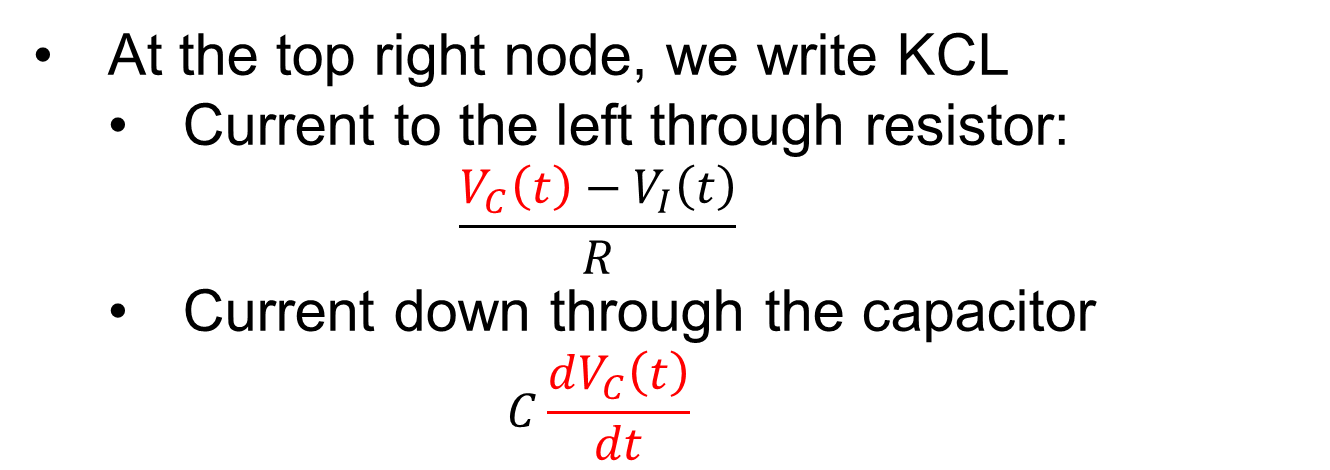 • At the top right node, we write KCL
• Current to the left through resistor:
V_C(t) − V_I(t)
R
• Current down through the capacitor
C dV_C(t)
dt